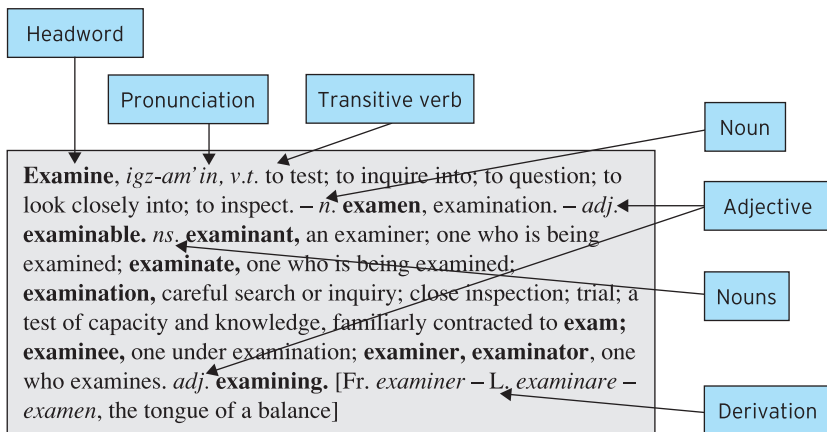 Headword
Pronunciation
Transitive verb
Noun
Examine, igz-am’in, v.t. to test; to inquire into; to question; to
look closely into; to inspect. – n. examen, examination. – adj.
Adjective
examinable. ns. examinant, an examiner; one who is being
examined; examinate, one who is being examined;
examination, careful search or inquiry; close inspection; trial; a
Nouns
test of capacity and knowledge, familiarly contracted to exam;
examinee, one under examination; examiner, examinator, one
who examines. adj. examining. [Fr. examiner – L. examinare –
examen, the tongue of a balance]
Derivation